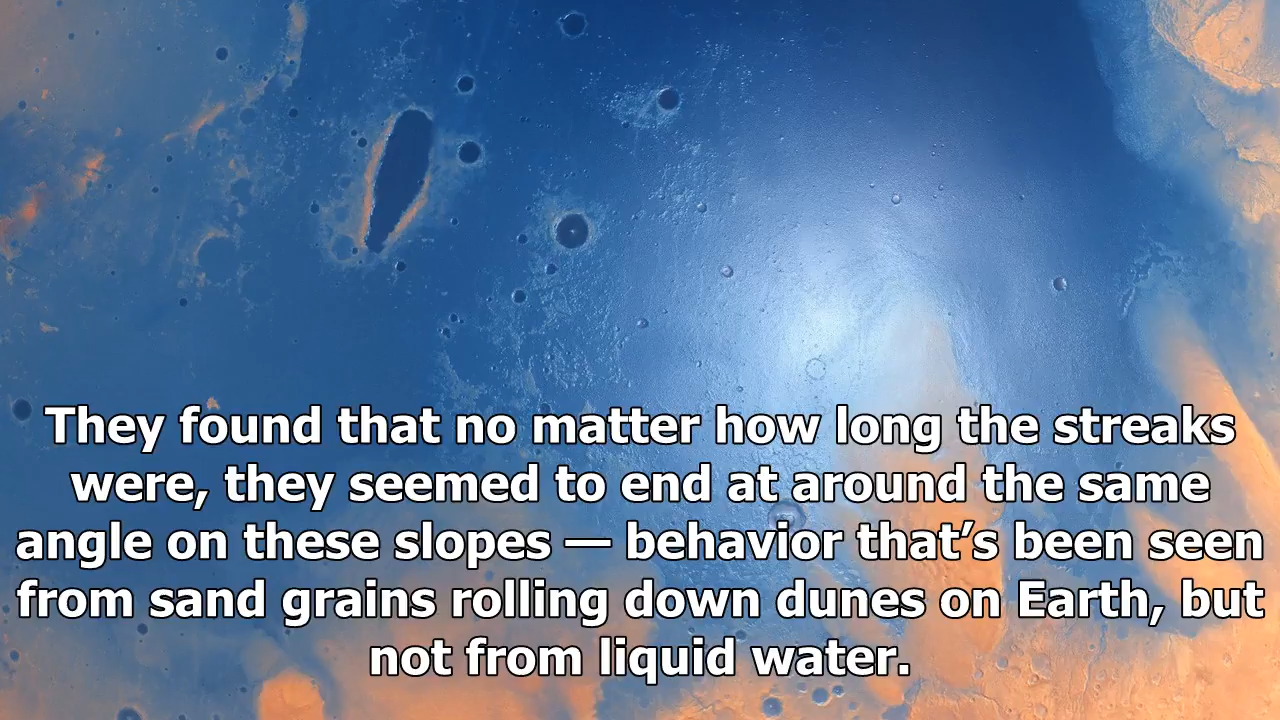 They found that no matter how long the streaks
were, they seemed to end at around the same
angle on these slopes — behavior that’s been seen
from sand grains rolling down dunes on Earth, but
not from liquid water.